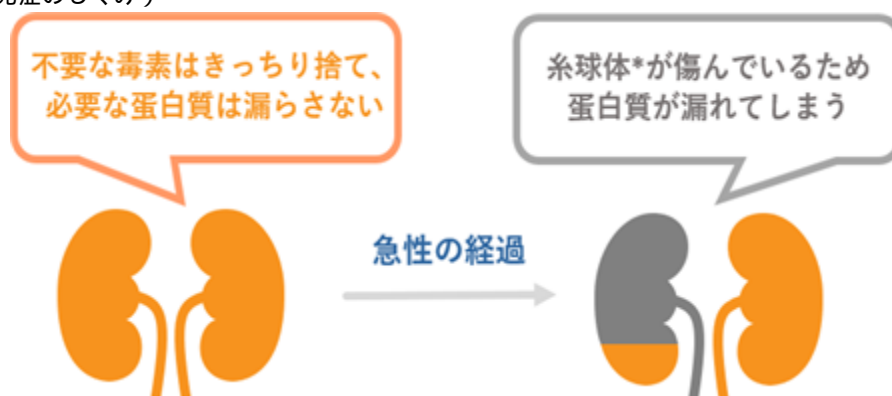 不要な毒素はきっちり捨て、
必要な蛋白質は漏らさない
糸球体*が傷んでいるため
蛋白質が漏れてしまう
急性の経過